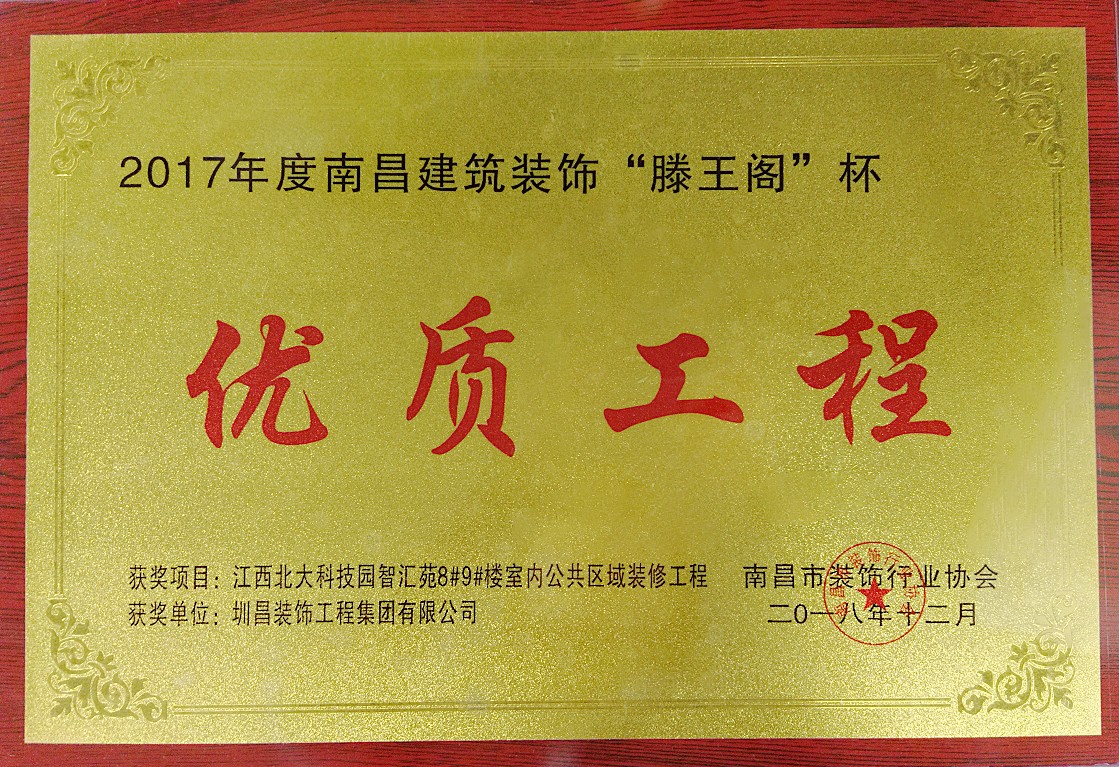 2017年度南昌建筑装饰“滕王阁”杯
优质工程
获奖项目：江西北大科技园智汇苑8#9#楼室内公共区域装修工程
获奖单位：圳昌装饰工程集团有限公司
南昌市装饰行业协会
二0一八年十二月